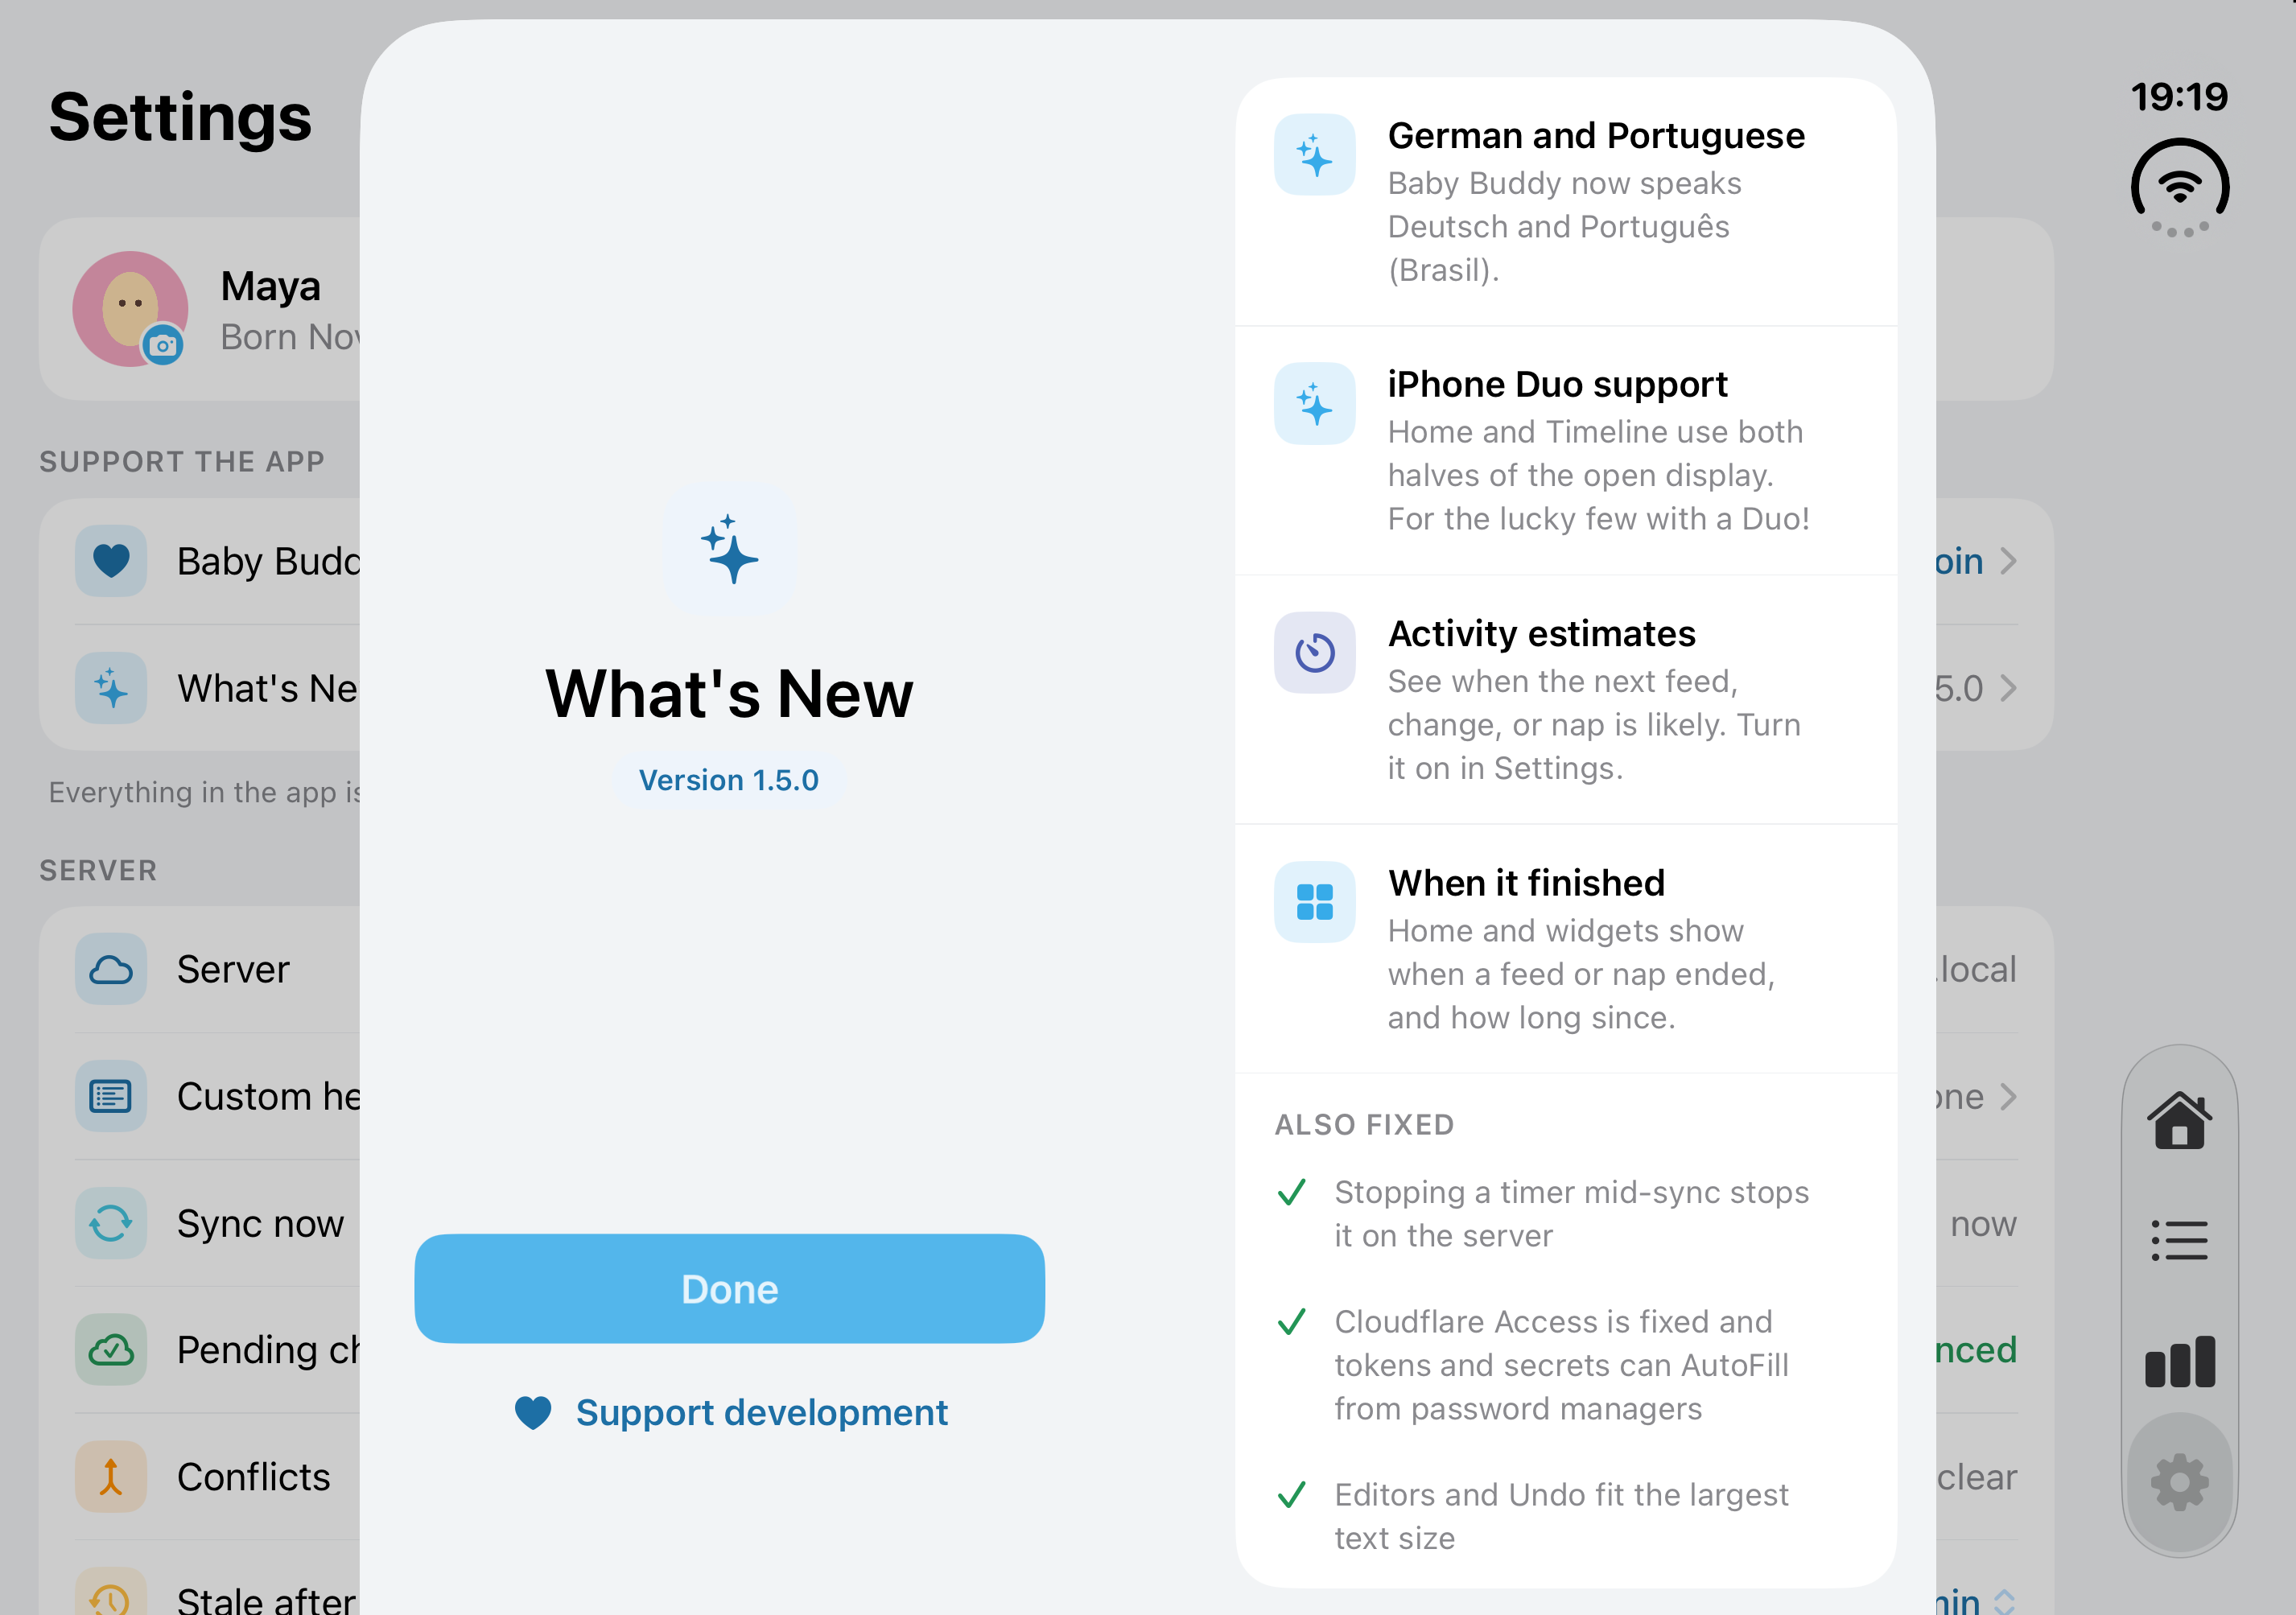 Settings
Maya
Born Nov
SUPPORT THE APP
Baby Budd
What's Ne
Everything in the app is
SERVER
Server
Custom he
Sync now
Pending ch
Conflicts
Stale after
What's New
Version 1.5.0
Done
Support development
German and Portuguese
Baby Buddy now speaks
Deutsch and Português
(Brasil).
iPhone Duo support
Home and Timeline use both
halves of the open display.
For the lucky few with a Duo!
Activity estimates
See when the next feed,
change, or nap is likely. Turn
it on in Settings.
When it finished
Home and widgets show
when a feed or nap ended,
and how long since.
ALSO FIXED
Stopping a timer mid-sync stops
it on the server
Cloudflare Access is fixed and
tokens and secrets can AutoFill
from password managers
Editors and Undo fit the largest
text size
oin
5.0
.local
one
now
nced
clear
min
19:19